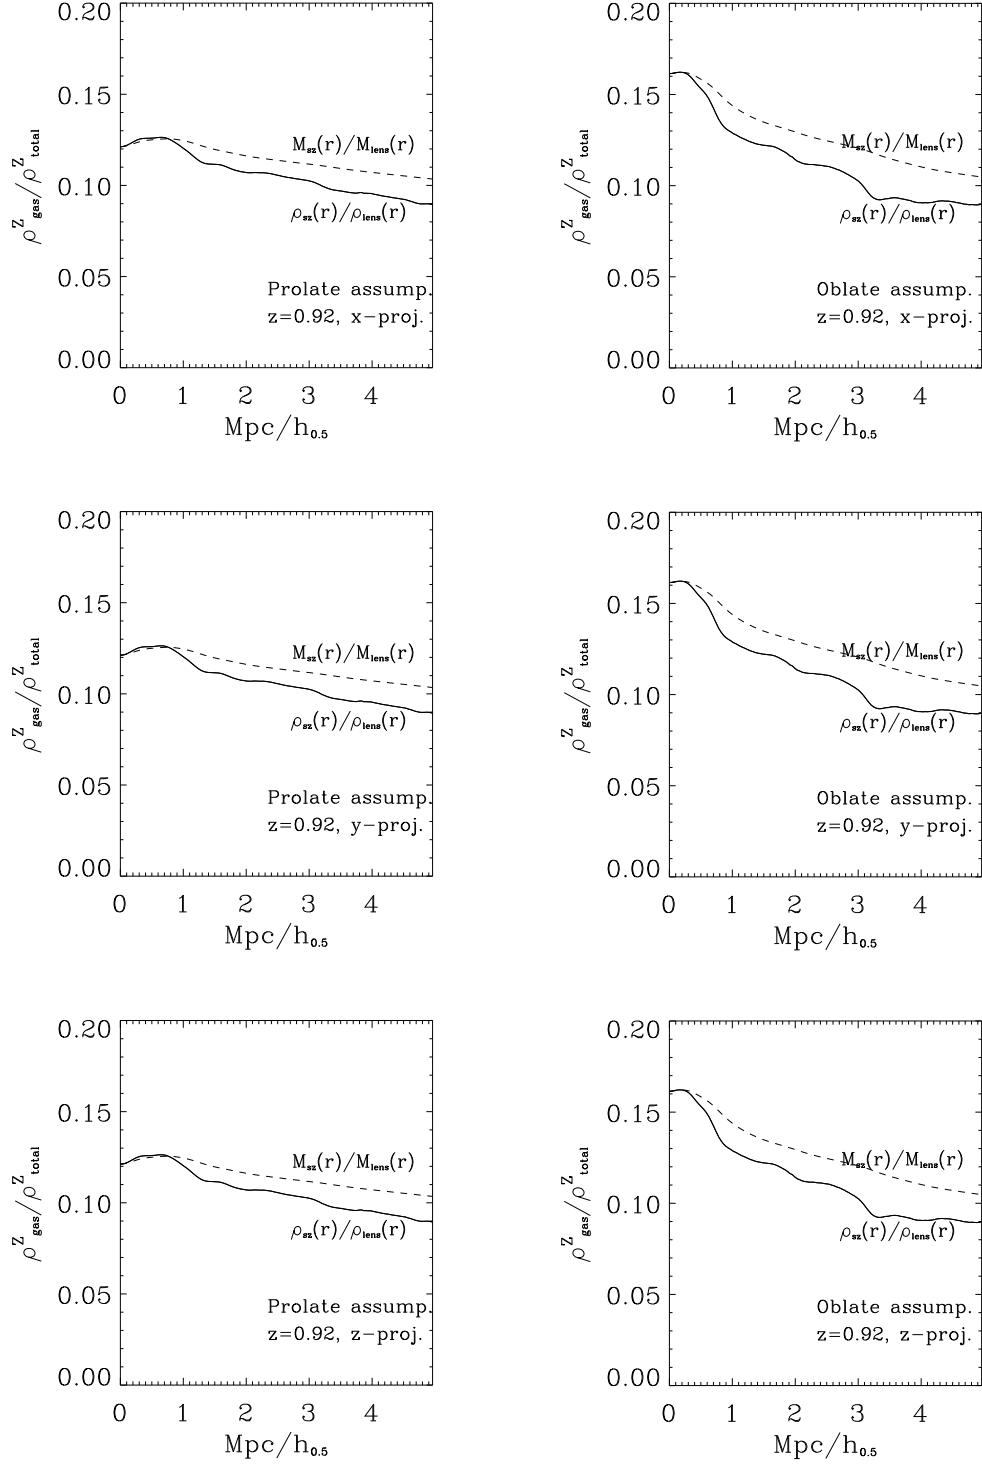 0.20 0.20
0.15 0.15
M_sz(r)/M_lens(r) M_sz(r)/M_lens(r)
ρ^Z_gas/ρ^Z_total ρ^Z_gas/ρ^Z_total
0.10 0.10
ρ_sz(r)/ρ_lens(r) ρ_sz(r)/ρ_lens(r)
0.05 0.05
Prolate assump. Oblate assump.
z=0.92, x-proj. z=0.92, x-proj.
0.00 0.00
0 1 2 3 4 0 1 2 3 4
Mpc/h_0.5 Mpc/h_0.5
0.20 0.20
0.15 0.15
M_sz(r)/M_lens(r) M_sz(r)/M_lens(r)
ρ^Z_gas/ρ^Z_total ρ^Z_gas/ρ^Z_total
0.10 0.10
ρ_sz(r)/ρ_lens(r) ρ_sz(r)/ρ_lens(r)
0.05 0.05
Prolate assump. Oblate assump.
z=0.92, y-proj. z=0.92, y-proj.
0.00 0.00
0 1 2 3 4 0 1 2 3 4
Mpc/h_0.5 Mpc/h_0.5
0.20 0.20
0.15 0.15
M_sz(r)/M_lens(r) M_sz(r)/M_lens(r)
ρ^Z_gas/ρ^Z_total ρ^Z_gas/ρ^Z_total
0.10 0.10
ρ_sz(r)/ρ_lens(r) ρ_sz(r)/ρ_lens(r)
0.05 0.05
Prolate assump. Oblate assump.
z=0.92, z-proj. z=0.92, z-proj.
0.00 0.00
0 1 2 3 4 0 1 2 3 4
Mpc/h_0.5 Mpc/h_0.5